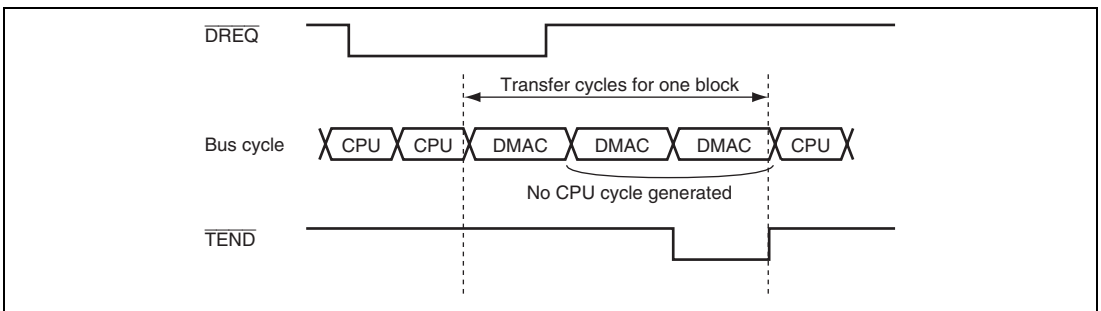 DREQ
Transfer cycles for one block
Bus cycle CPU CPU DMAC DMAC DMAC CPU
No CPU cycle generated
TEND